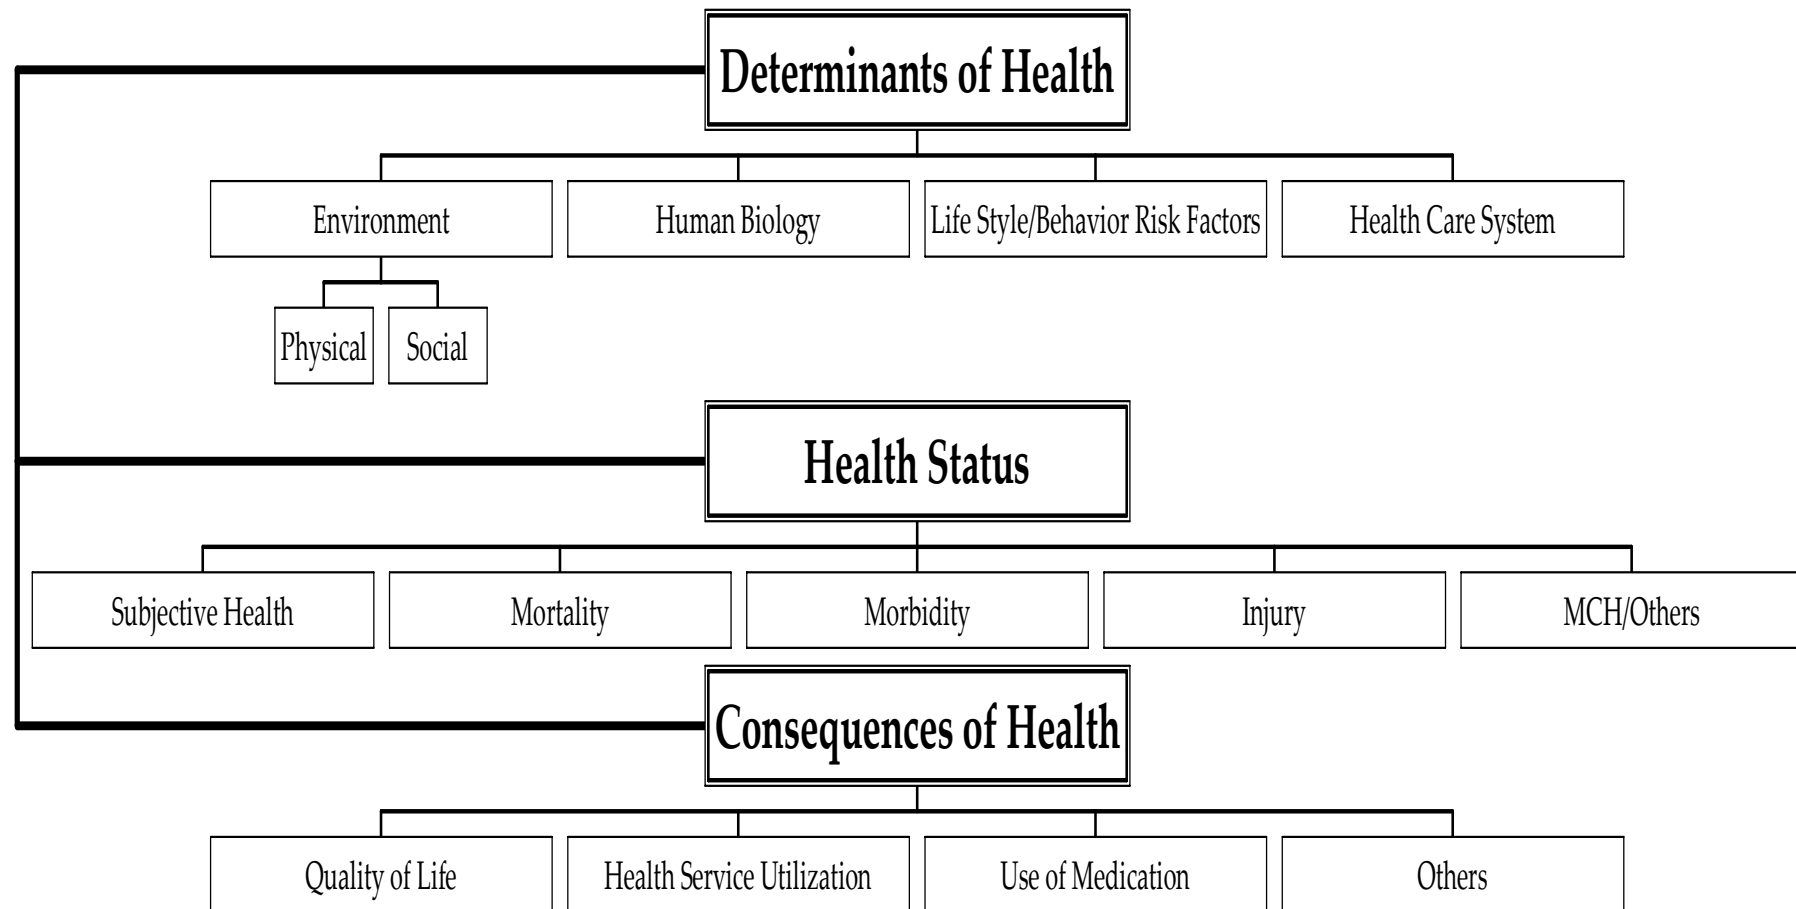 Determinants of Health
Environment
Human Biology
Life Style/Behavior Risk Factors
Health Care System
Physical
Social
Health Status
Subjective Health
Mortality
Morbidity
Injury
MCH/Others
Consequences of Health
Quality of Life
Health Service Utilization
Use of Medication
Others